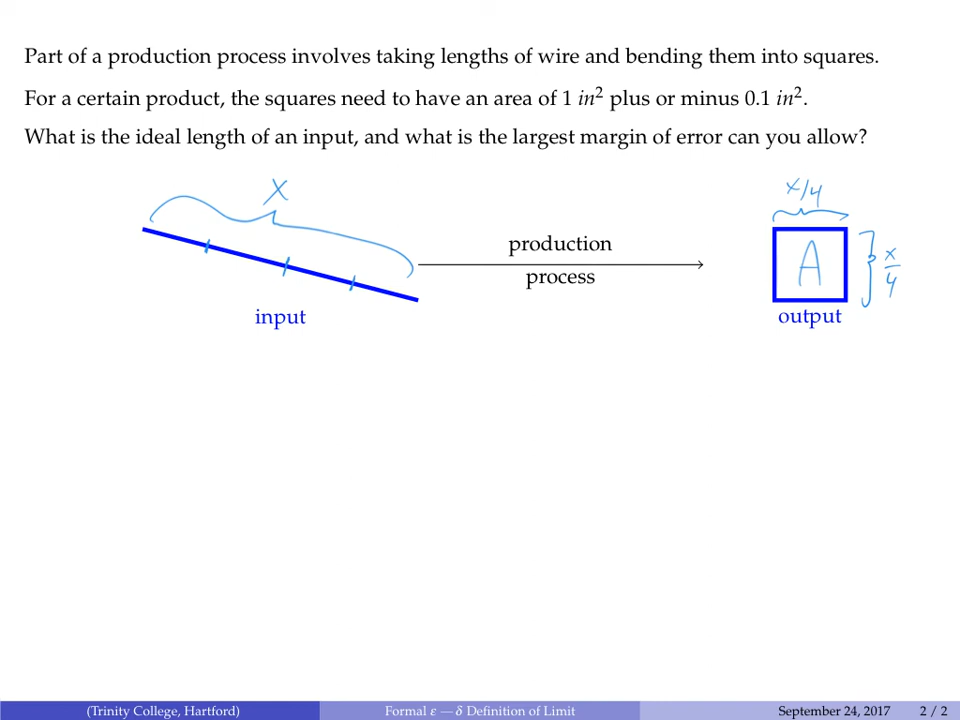 Part of a production process involves taking lengths of wire and bending them into squares.
For a certain product, the squares need to have an area of 1 in² plus or minus 0.1 in².
What is the ideal length of an input, and what is the largest margin of error can you allow?
X
x/4
production
process
A
x/4
input
output
(Trinity College, Hartford)
Formal ε — δ Definition of Limit
September 24, 2017
2 / 2